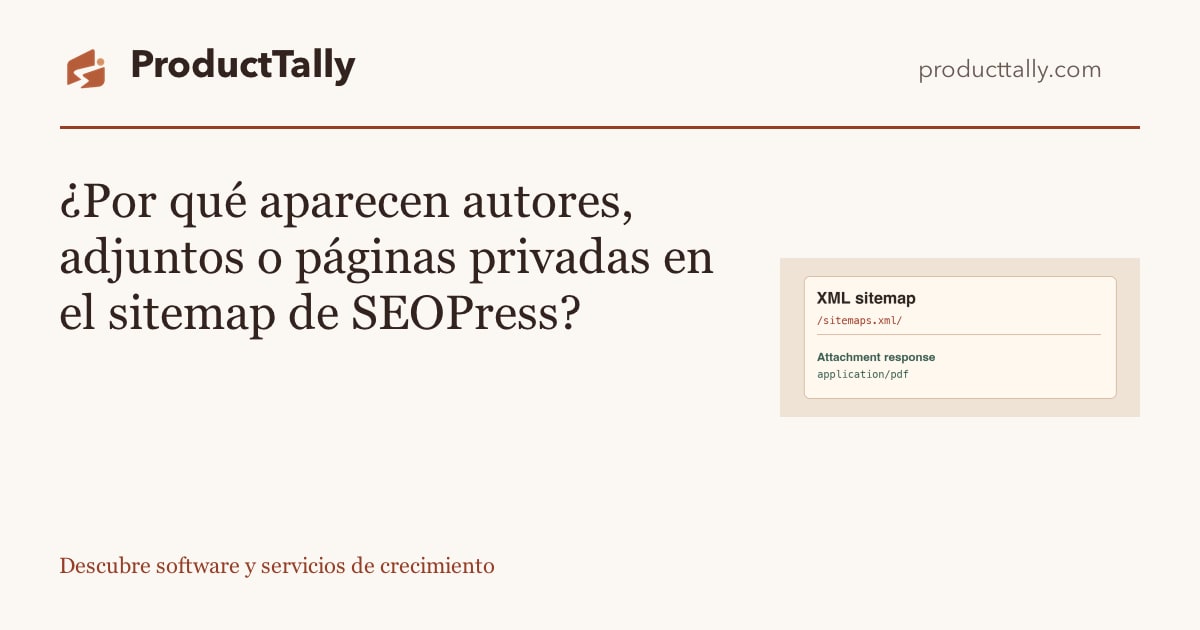 ProductTally
producttally.com
¿Por qué aparecen autores,
adjuntos o páginas privadas en
el sitemap de SEOPress?
XML sitemap
/sitemaps.xml/
Attachment response
application/pdf
Descubre software y servicios de crecimiento